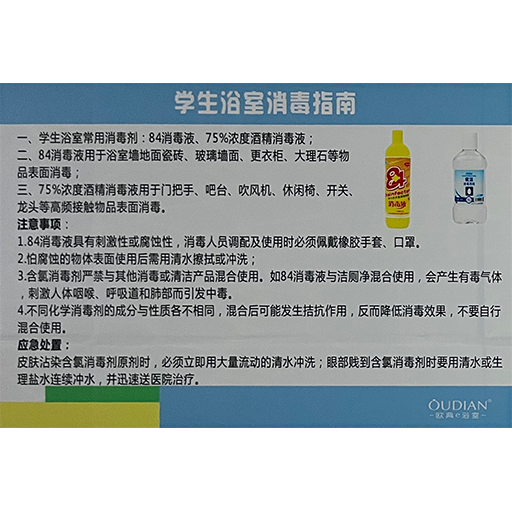 学生浴室消毒指南
一、学生浴室常用消毒剂：84消毒液、75%浓度酒精消毒液；
二、84消毒液用于浴室墙地面瓷砖、玻璃墙面、更衣柜、大理石等物
品表面消毒；
三、75%浓度酒精消毒液用于门把手、吧台、吹风机、休闲椅、开关、
龙头等高频接触物品表面消毒。
注意事项：
1.84消毒液具有刺激性或腐蚀性，消毒人员调配及使用时必须佩戴橡胶手套、口罩。
2.怕腐蚀的物体表面使用后需用清水擦拭或冲洗；
3.含氯消毒剂严禁与其他消毒或清洁产品混合使用。如84消毒液与洁厕净混合使用，会产生有毒气体
，刺激人体咽喉、呼吸道和肺部而引发中毒。
4.不同化学消毒剂的成分与性质各不相同，混合后可能发生拮抗作用，反而降低消毒效果，不要自行
混合使用。
应急处置：
皮肤沾染含氯消毒剂原剂时，必须立即用大量流动的清水冲洗；眼部贱到含氯消毒剂时要用清水或生
理盐水连续冲水，并迅速送医院治疗。
84
消毒液
OUDIAN®
-欧典e浴室-